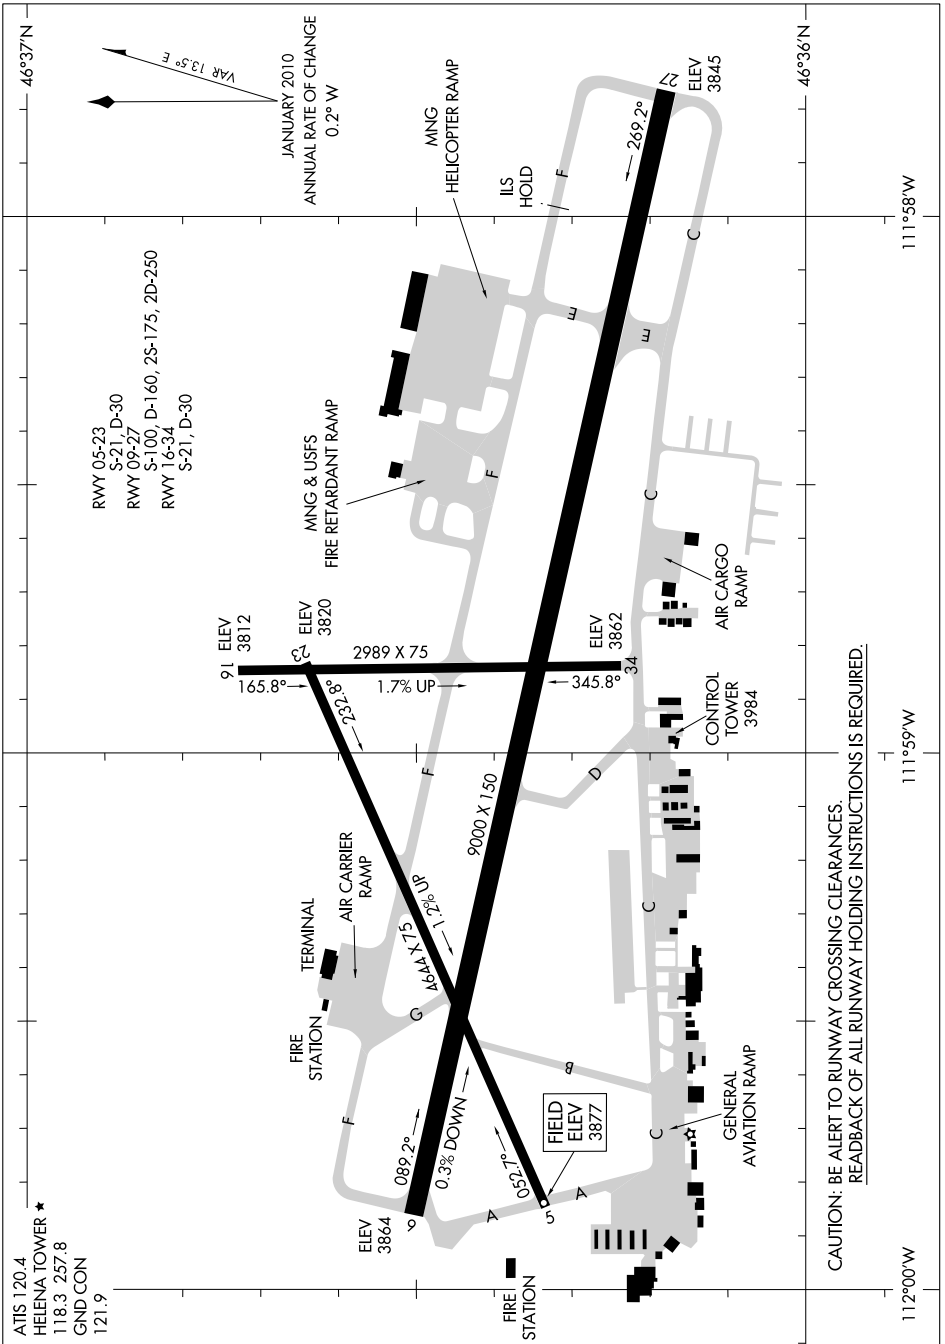 ATIS 120.4
HELENA TOWER ★
118.3 257.8
GND CON
121.9
46°37'N
VAR 13.5° E
JANUARY 2010
ANNUAL RATE OF CHANGE
0.2° W
46°36'N
RWY 05-23
S-21, D-30
RWY 09-27
S-100, D-160, 2S-175, 2D-250
RWY 16-34
S-21, D-30
MNG
HELICOPTER RAMP
ILS
HOLD
F
27
ELEV
3845
269.2°
C
E
E
111°58'W
MNG & USFS
FIRE RETARDANT RAMP
F
C
AIR CARGO
RAMP
16
ELEV
3812
23
ELEV
3820
165.8°
2989 X 75
1.7% UP
345.8°
ELEV
3862
34
232.8°
F
9000 X 150
D
CONTROL
TOWER
3984
111°59'W
TERMINAL
AIR CARRIER
RAMP
4644 X 75
1.2% UP
C
FIRE
STATION
G
B
F
089.2°
0.3% DOWN
052.7°
FIELD
ELEV
3877
C
GENERAL
AVIATION RAMP
ELEV
3864
9
A
A
5
FIRE
STATION
112°00'W
CAUTION: BE ALERT TO RUNWAY CROSSING CLEARANCES.
READBACK OF ALL RUNWAY HOLDING INSTRUCTIONS IS REQUIRED.